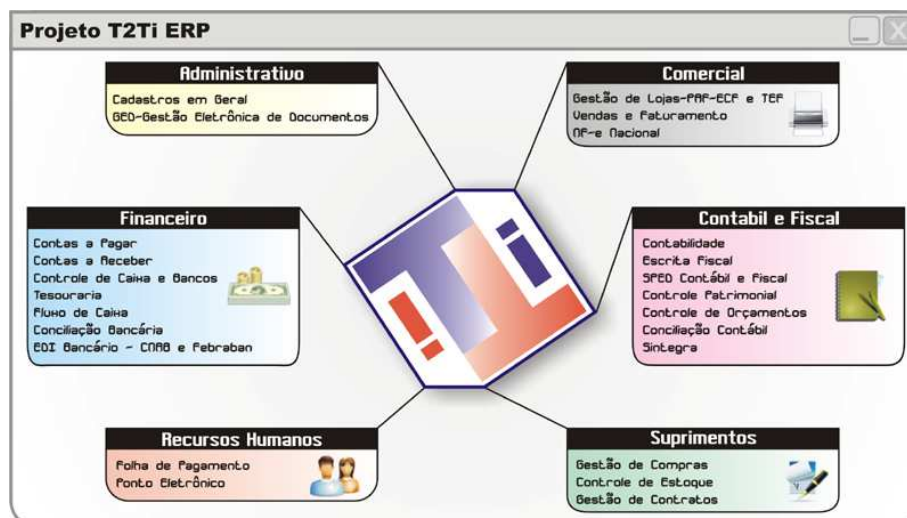 Projeto T2Ti ERP
Administrativo
Cadastros em Geral
GED-Gestão Eletrônica de Documentos
Comercial
Gestão de Lojas-PAF-ECF e TEF
Vendas e Faturamento
NF-e Nacional
Financeiro
Contas a Pagar
Contas a Receber
Controle de Caixa e Bancos
Tesouraria
Fluxo de Caixa
Conciliação Bancária
EDI Bancário - CNAB e Febraban
Contabil e Fiscal
Contabilidade
Escrita Fiscal
SPED Contábil e Fiscal
Controle Patrimonial
Controle de Orçamentos
Conciliação Contábil
Sintegra
Recursos Humanos
Folha de Pagamento
Ponto Eletrônico
Suprimentos
Gestão de Compras
Controle de Estoque
Gestão de Contratos